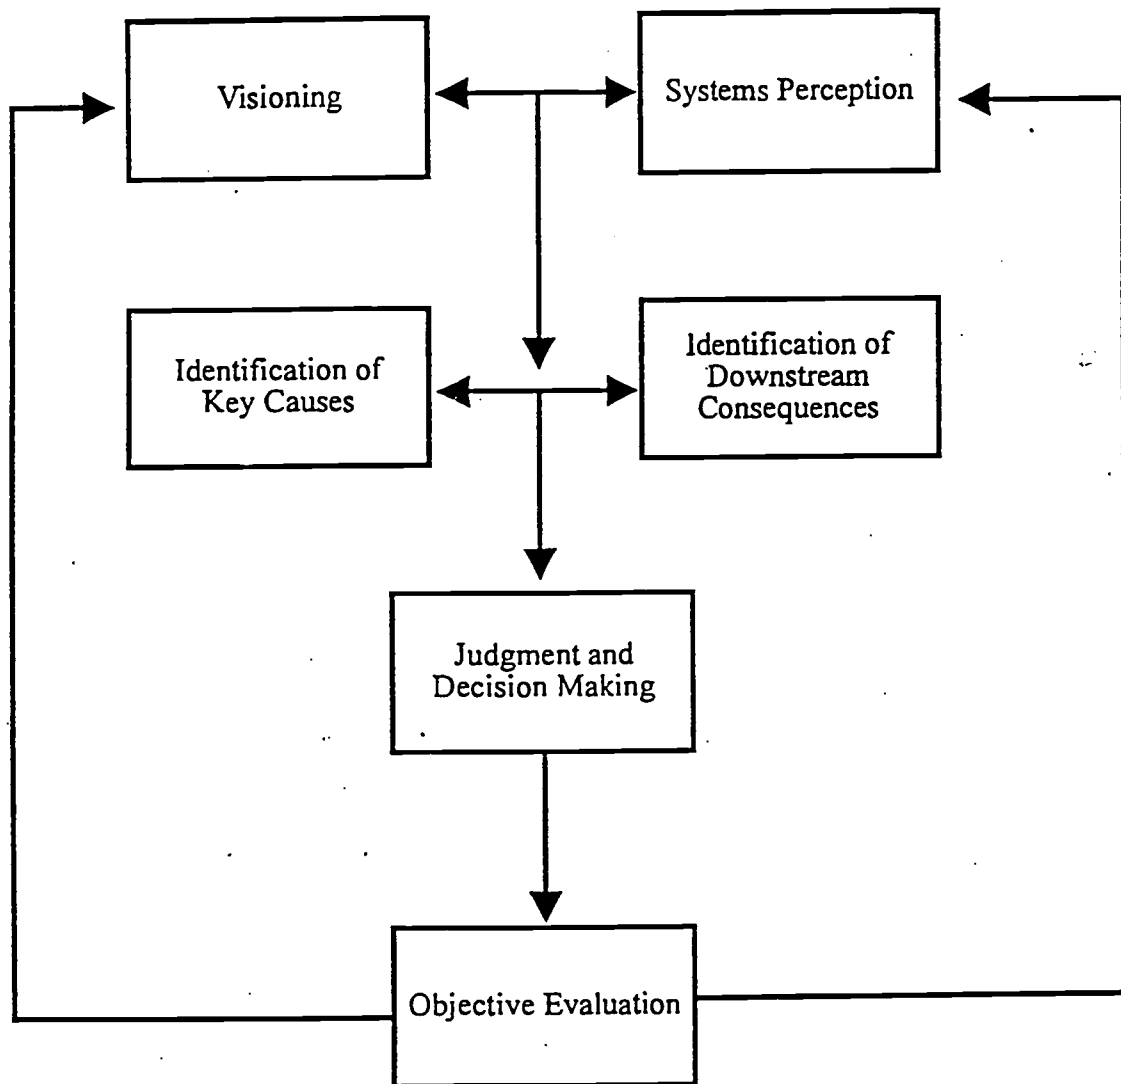 Visioning
Systems Perception
Identification of
Key Causes
Identification of
Downstream
Consequences
Judgment and
Decision Making
Objective Evaluation